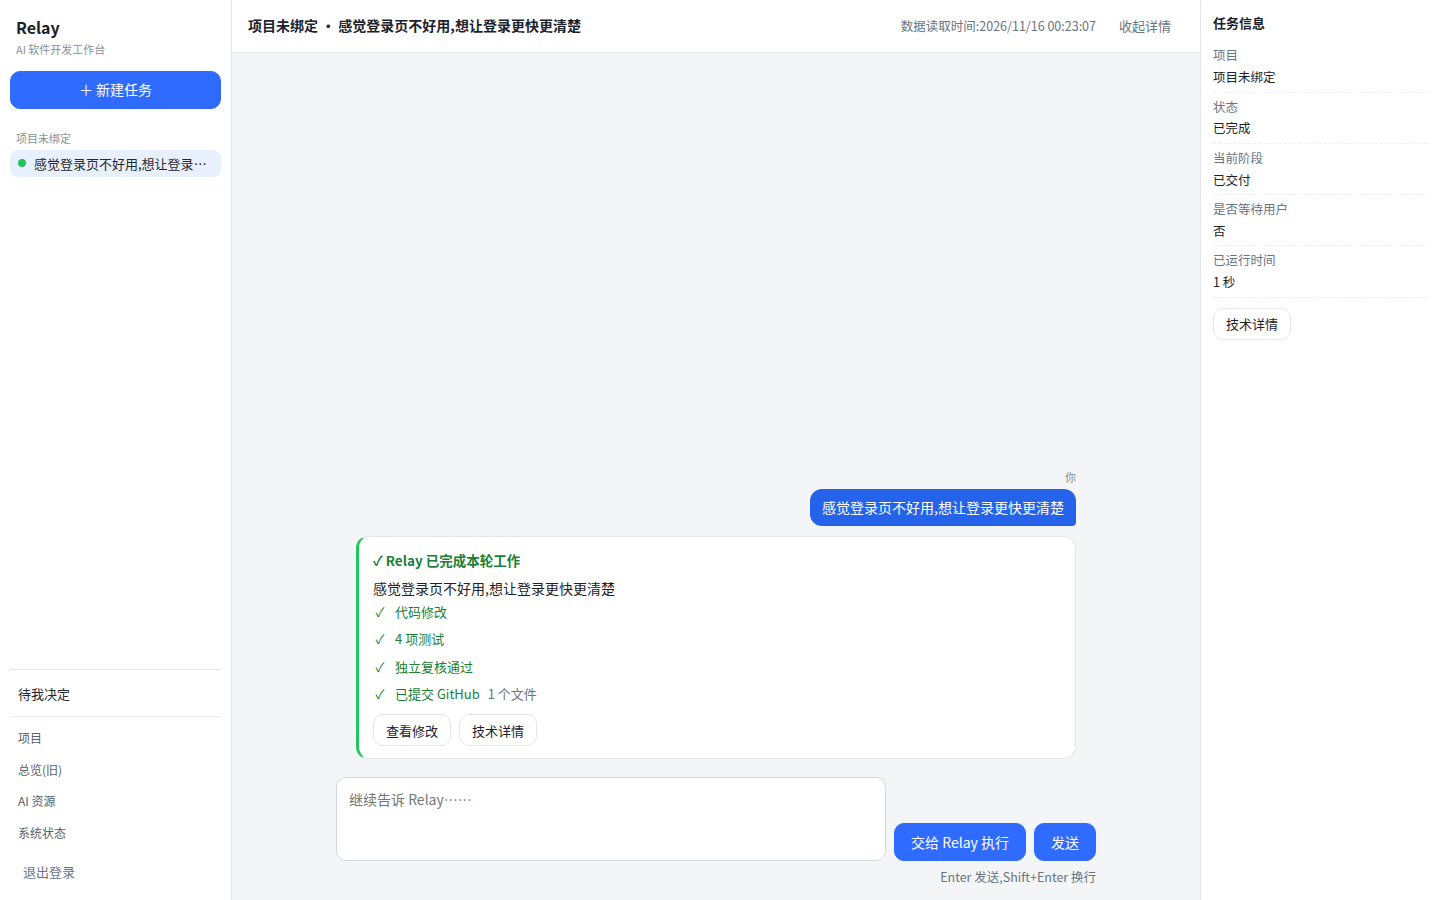 Relay
AI 软件开发工作台
＋ 新建任务
项目未绑定
感觉登录页不好用,想让登录…
待我决定
项目
总览(旧)
AI 资源
系统状态
退出登录
项目未绑定 · 感觉登录页不好用,想让登录更快更清楚
数据读取时间:2026/11/16 00:23:07
收起详情
你
感觉登录页不好用,想让登录更快更清楚
✓ Relay 已完成本轮工作
感觉登录页不好用,想让登录更快更清楚
✓ 代码修改
✓ 4 项测试
✓ 独立复核通过
✓ 已提交 GitHub 1 个文件
查看修改 技术详情
继续告诉 Relay……
交给 Relay 执行 发送
Enter 发送,Shift+Enter 换行
任务信息
项目
项目未绑定
状态
已完成
当前阶段
已交付
是否等待用户
否
已运行时间
1 秒
技术详情